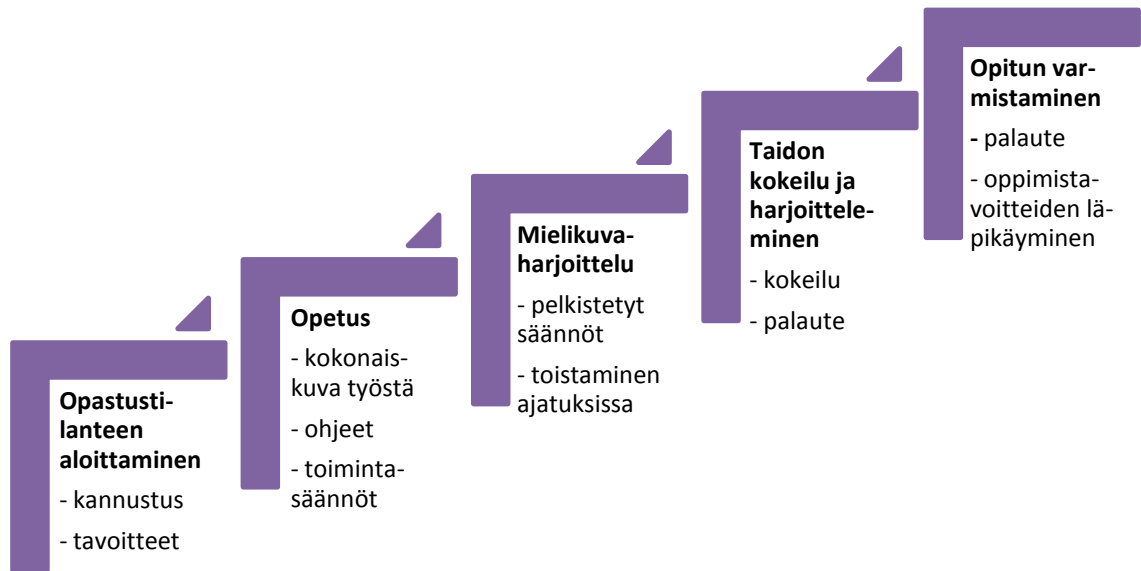 Opastusti-
lanteen
aloittaminen
- kannustus
- tavoitteet
Opetus
- kokonais-
kuva työstä
- ohjeet
- toiminta-
säännöt
Mielikuva-
harjoittelu
- pelkistetyt
säännöt
- toistaminen
ajatuksissa
Taidon
kokeilu ja
harjoittele-
minen
- kokeilu
- palaute
Opitun var-
mistaminen
- palaute
- oppimista-
voitteiden lä-
pikäyminen